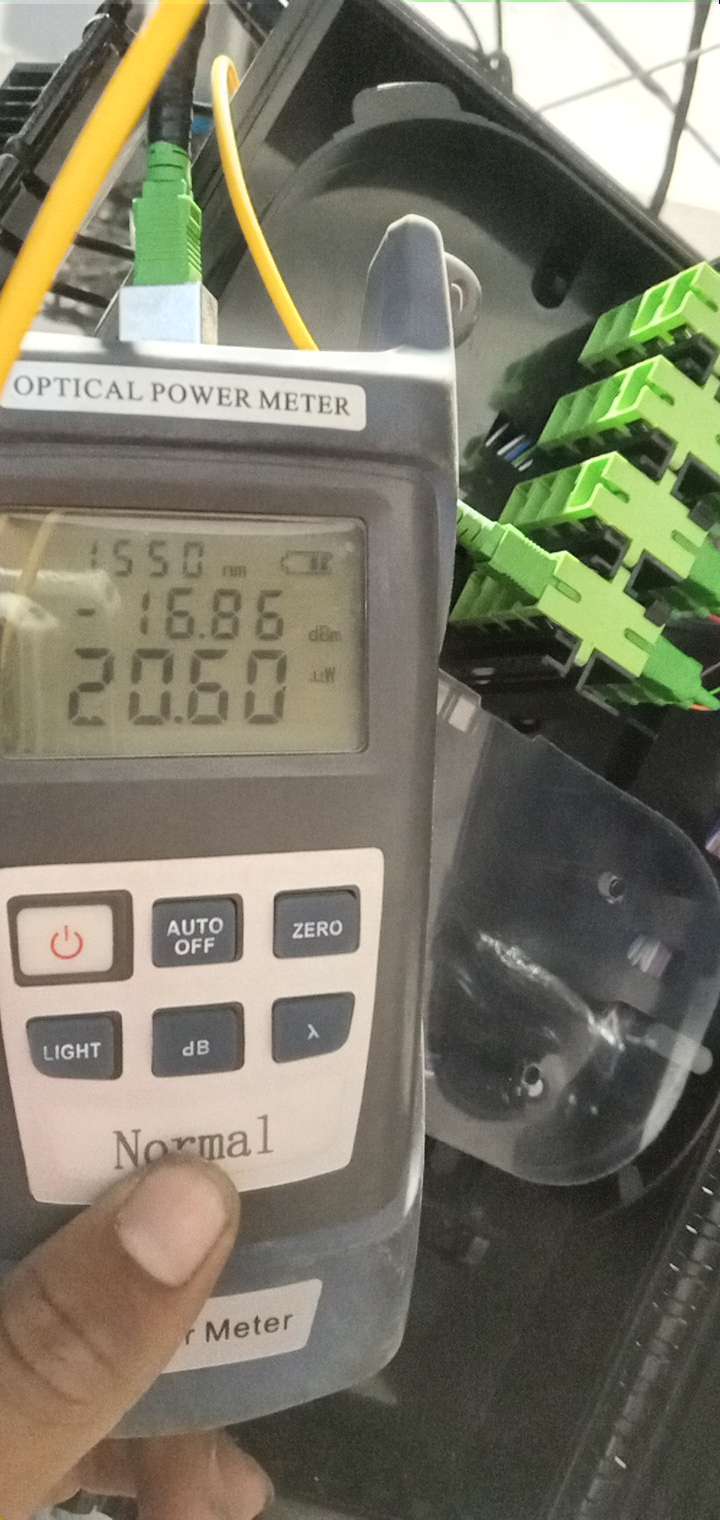 OPTICAL POWER METER
1550 nm
-16.86 dBm
20.60 uW
AUTO OFF
ZERO
LIGHT
dB
λ
Normal
r Meter